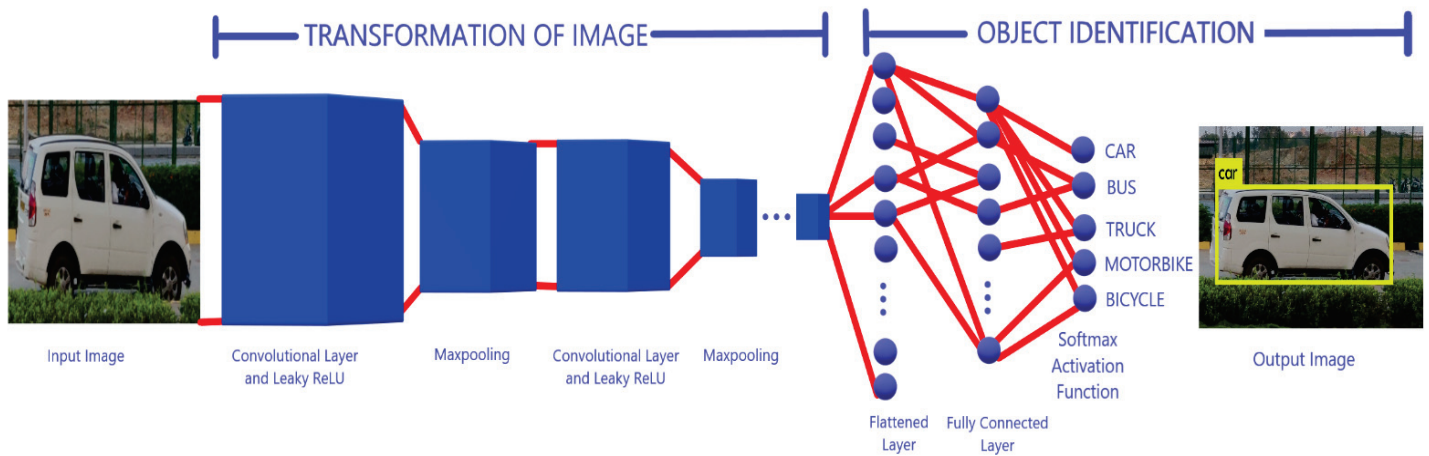 TRANSFORMATION OF IMAGE
OBJECT IDENTIFICATION
CAR
BUS
TRUCK
MOTORBIKE
BICYCLE
car
Input Image
Convolutional Layer
and Leaky ReLU
Maxpooling
Convolutional Layer
and Leaky ReLU
Maxpooling
Softmax
Activation
Function
Output Image
Flattened
Layer
Fully Connected
Layer